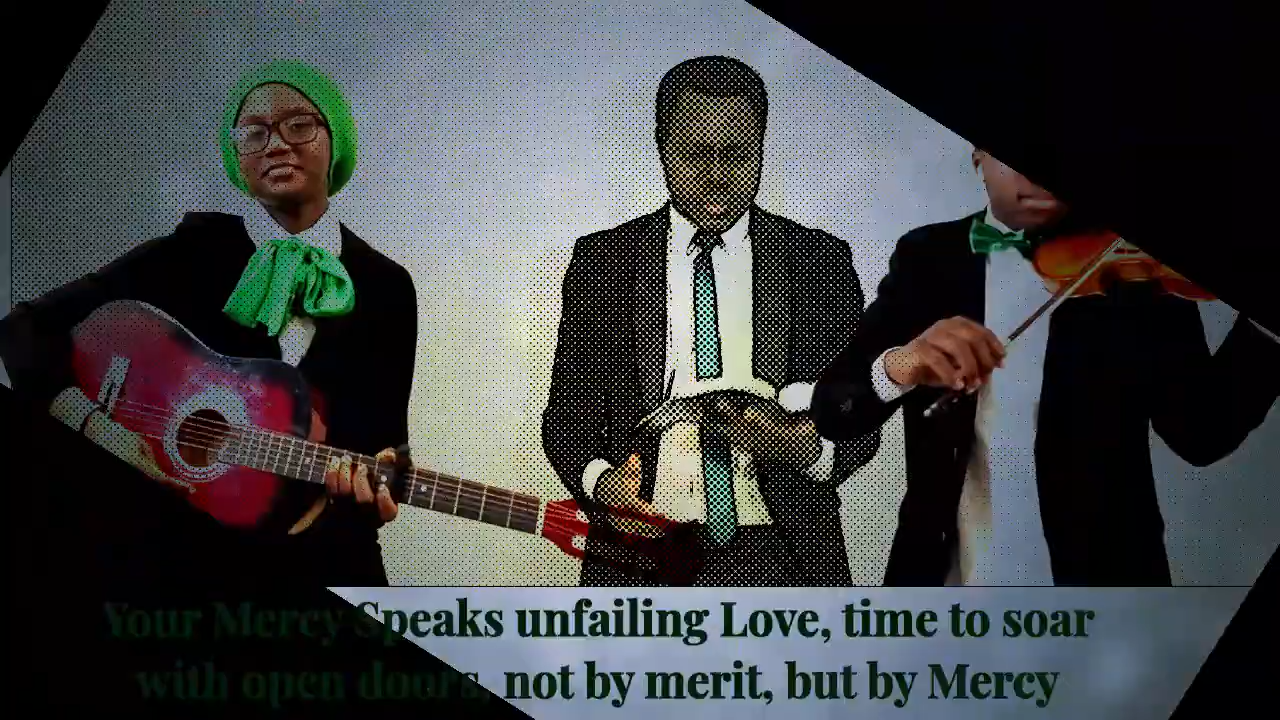 Your Mercy Speaks unfailing Love, time to soar
with open doors, not by merit, but by Mercy